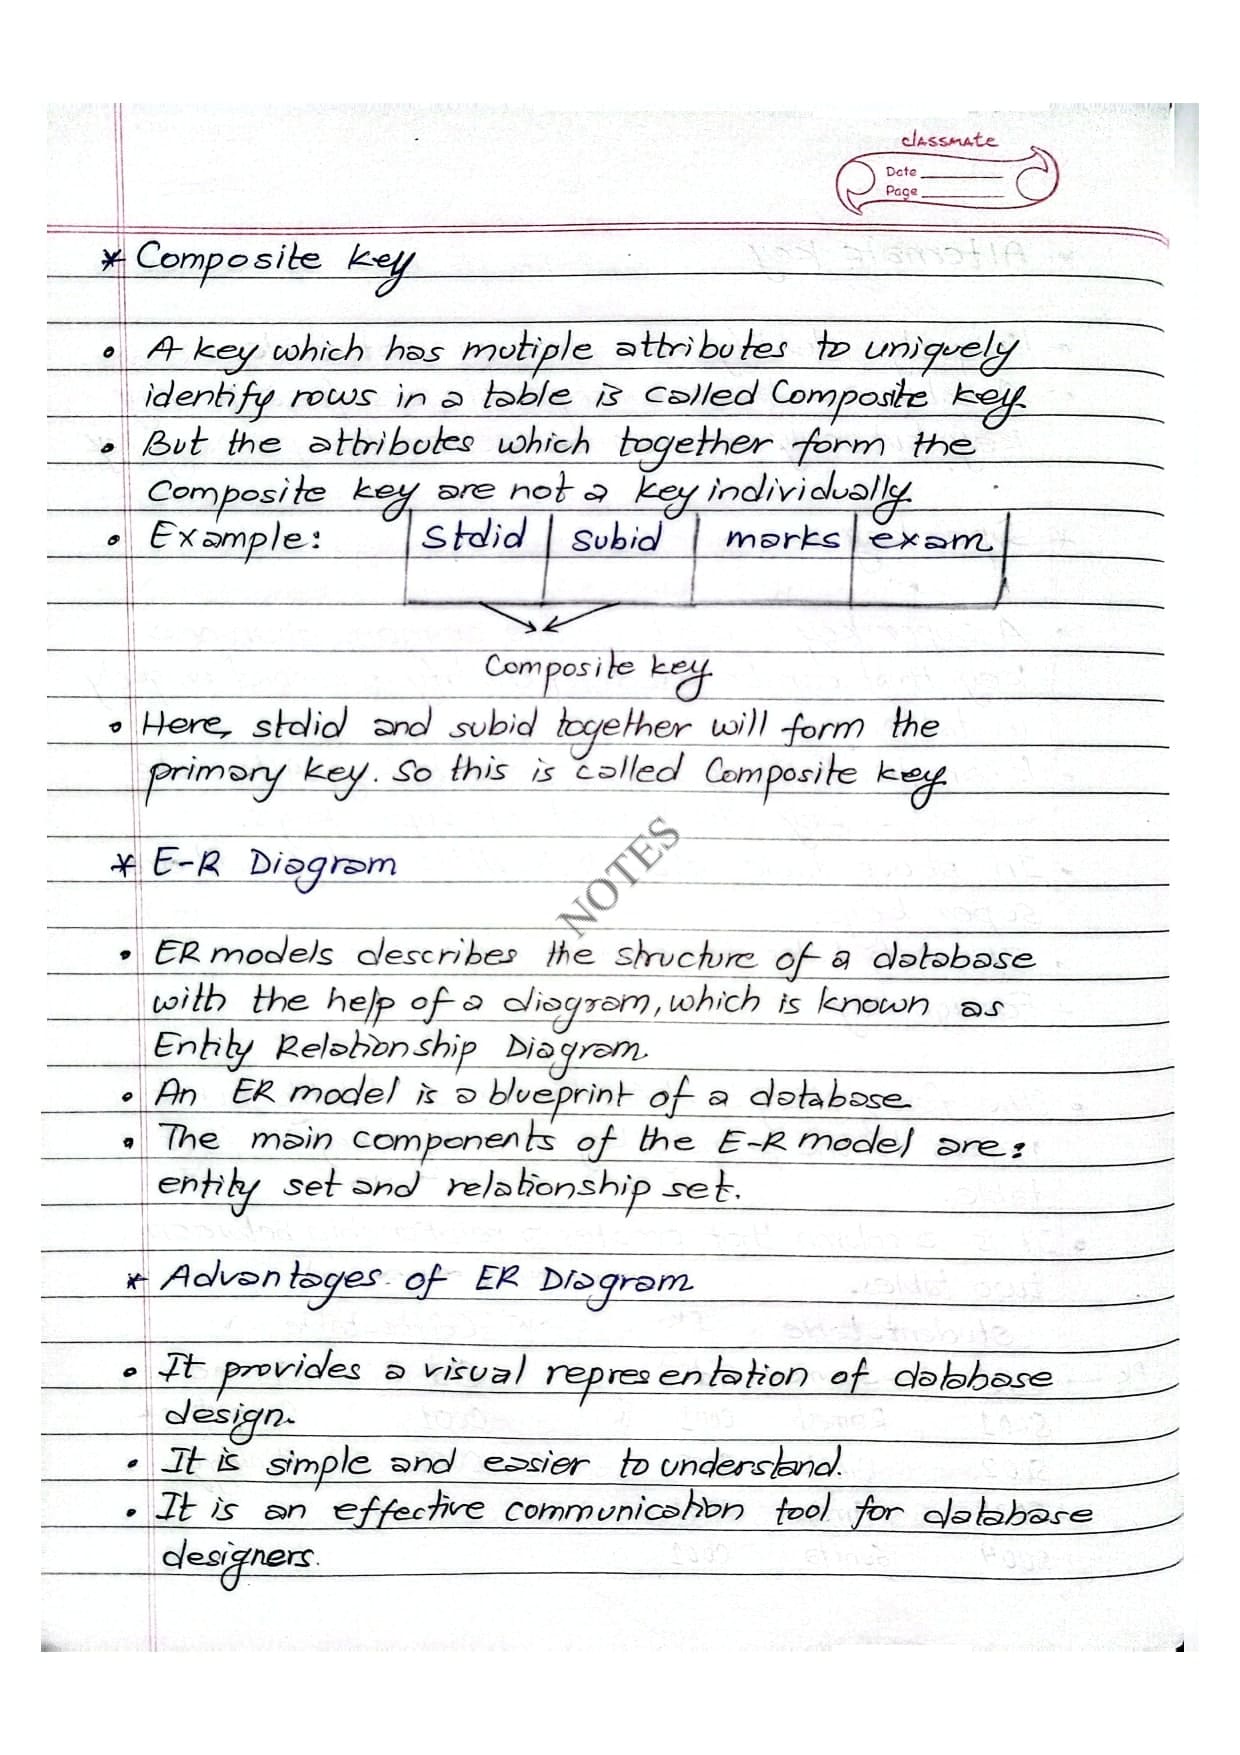 classmate
Date
Page
* Composite key
• A key which has mutiple attributes to uniquely
identify rows in a table is called Composite key.
• But the attributes which together form the
Composite key are not a key individually.
• Example: stdid subid marks exam
Composite key
• Here, stdid and subid together will form the
primary key. So this is called Composite key
NOTES
* E-R Diagram
• ER models describes the structure of a database
with the help of a diagram, which is known as
Entity Relationship Diagram.
• An ER model is a blueprint of a database
• The main components of the E-R model are:
entity set and relationship set.
* Advantages of ER Diagram
• It provides a visual representation of database
design.
• It is simple and easier to understand.
• It is an effective communication tool for database
designers.